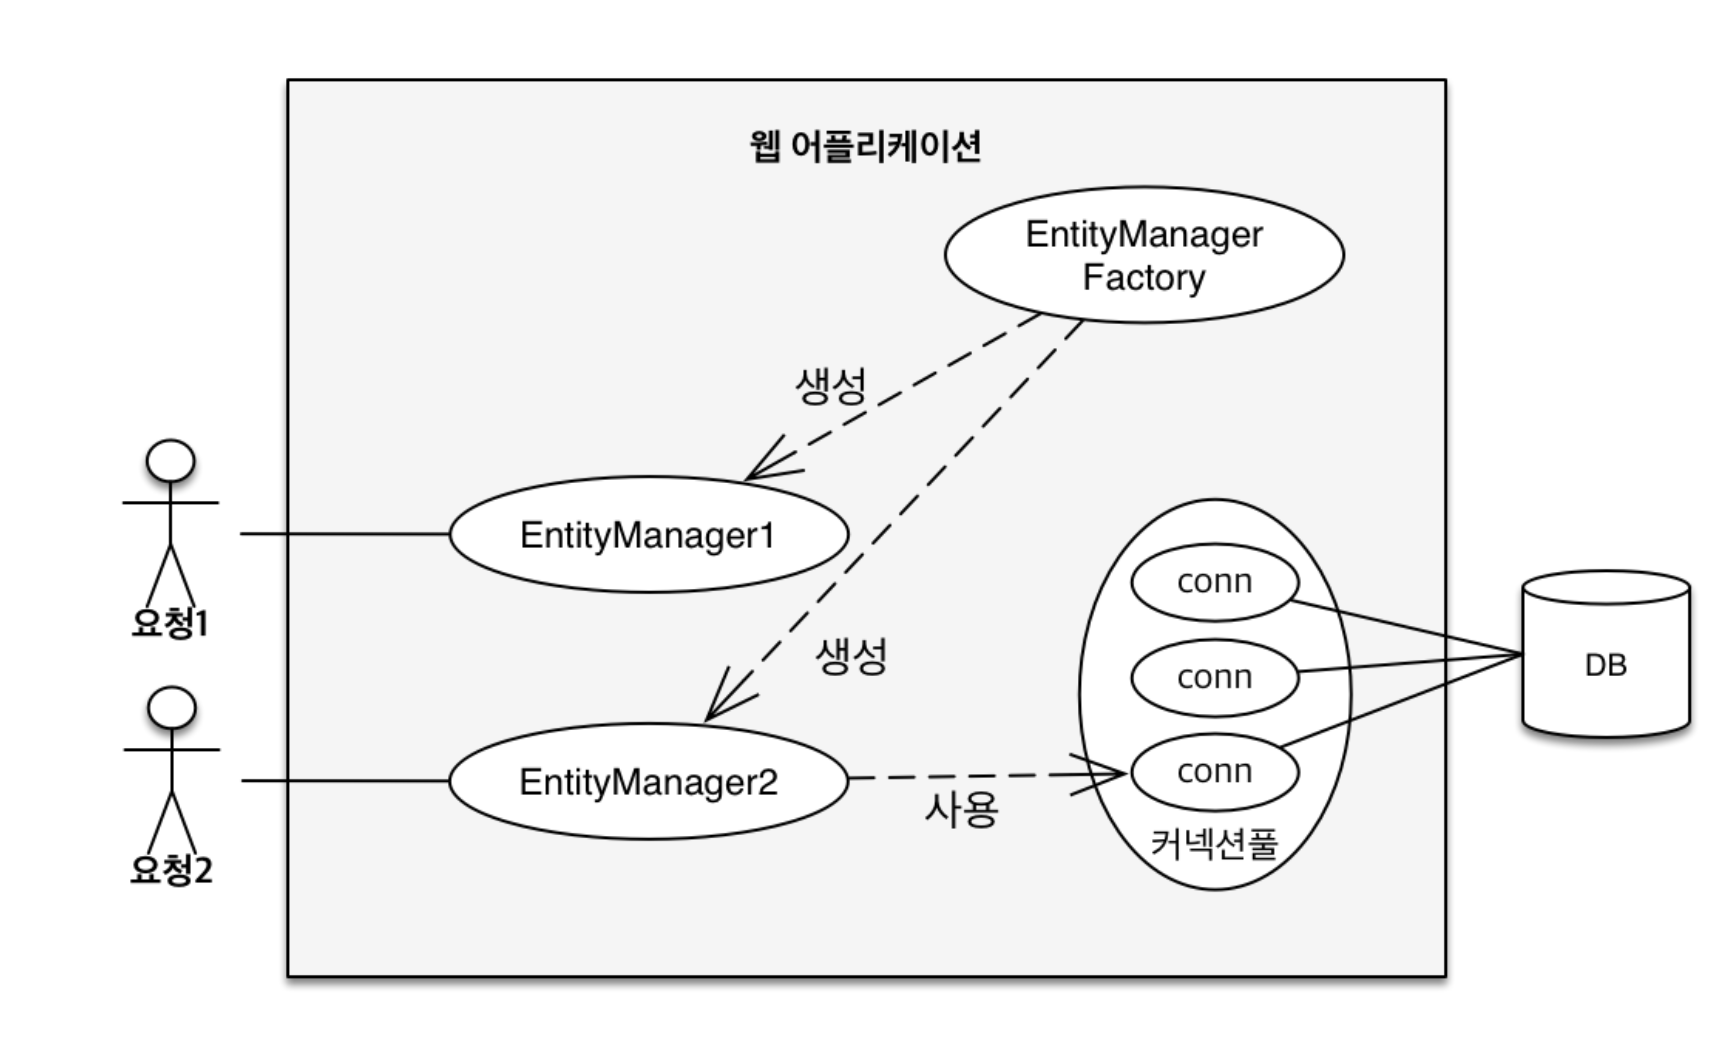 웹 어플리케이션
EntityManager
Factory
생성
요청1
EntityManager1
conn
conn
conn
커넥션풀
DB
생성
요청2
EntityManager2
사용